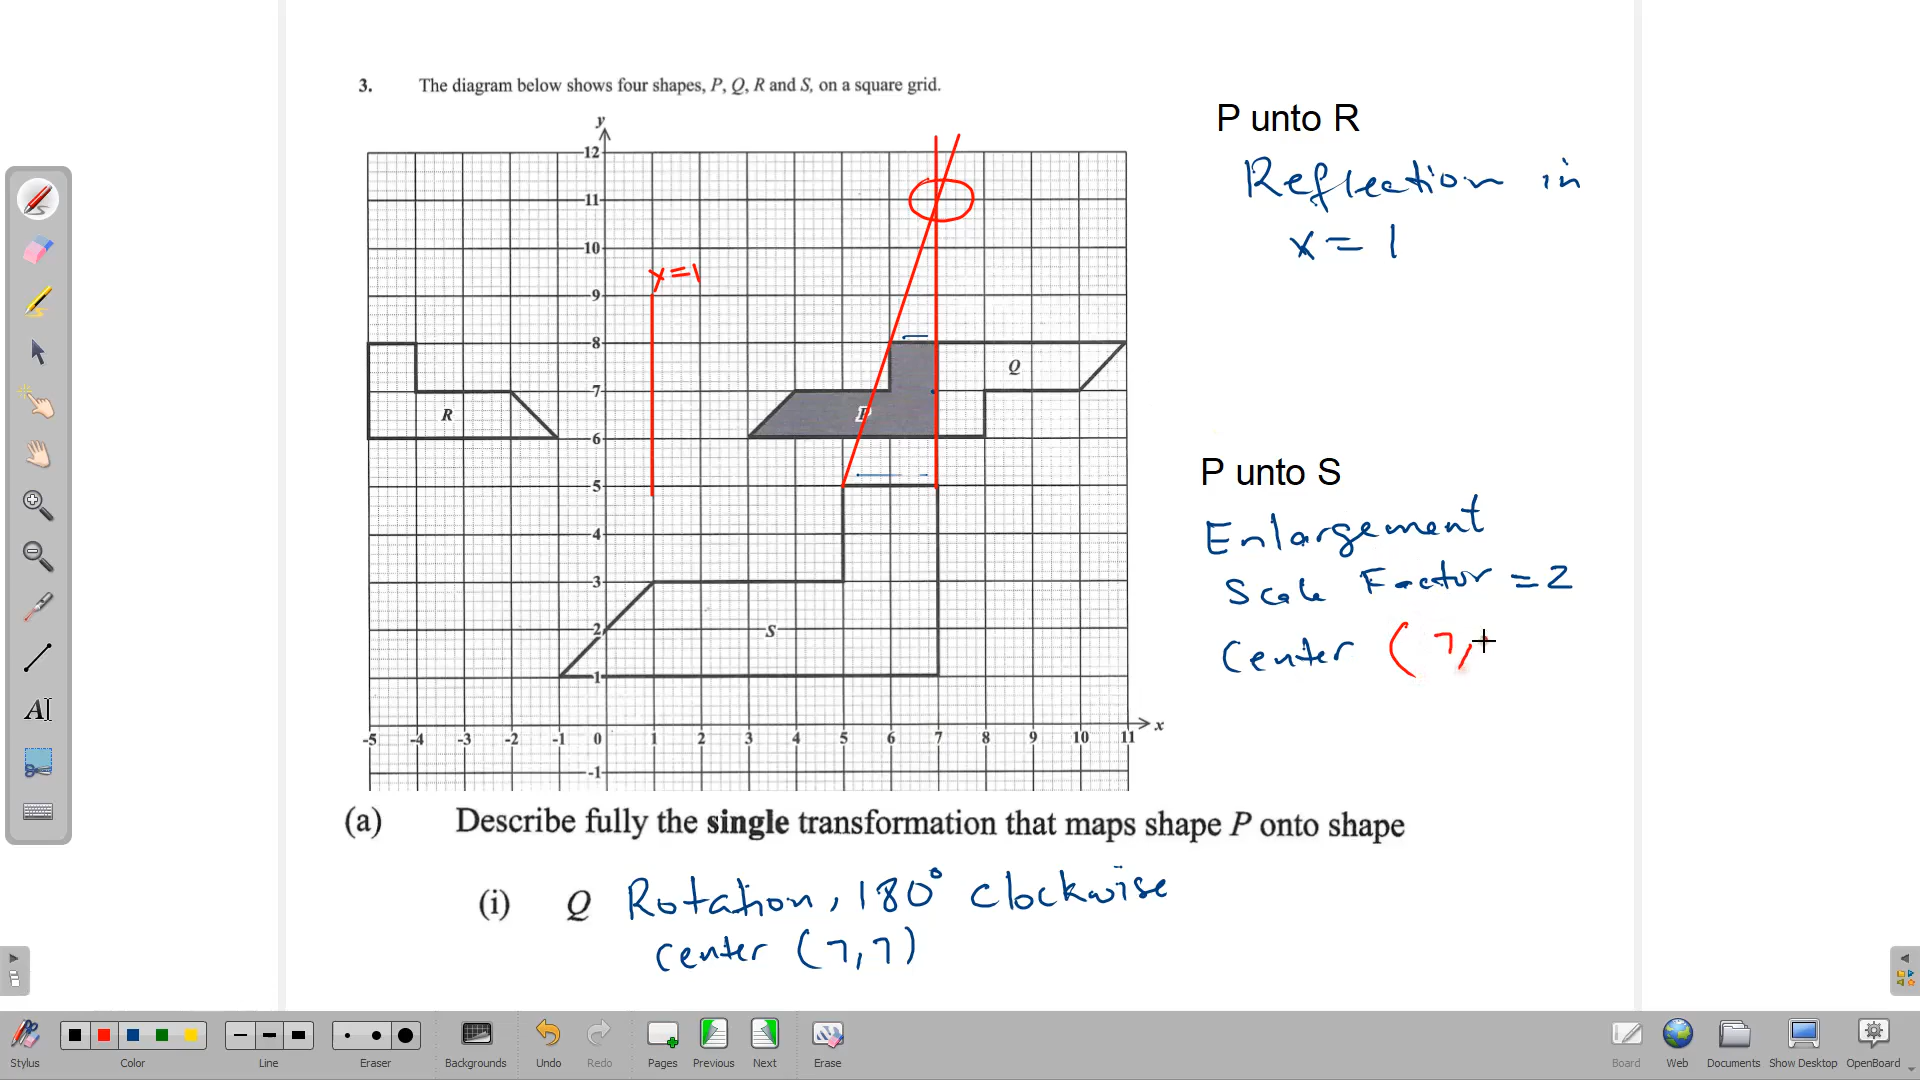 3. The diagram below shows four shapes, P, Q, R and S, on a square grid.
y
12
11
10
9
8
7
6
5
4
3
2
1
-1
-5 -4 -3 -2 -1 0 1 2 3 4 5 6 7 8 9 10 11 x
x=1
R
P
Q
S
P unto R
Reflection in
x = 1
P unto S
Enlargement
Scale Factor = 2
Center (7,
(a) Describe fully the single transformation that maps shape P onto shape
(i) Q Rotation, 180° clockwise
center (7,7)
AI
Stylus Color Line Eraser Backgrounds Undo Redo Pages Previous Next Erase Board Web Documents Show Desktop OpenBoard